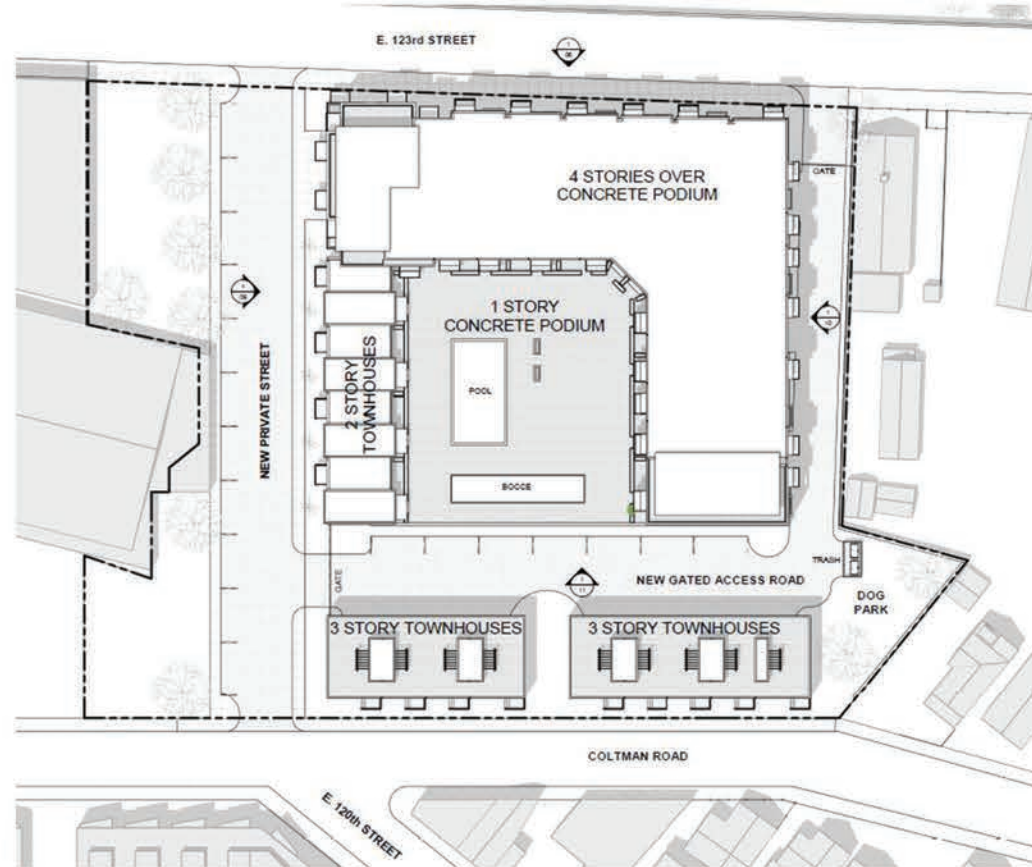 E. 123rd STREET
4 STORIES OVER
CONCRETE PODIUM
GATE
1 STORY
CONCRETE PODIUM
2 STORY
TOWNHOUSES
NEW PRIVATE STREET
POOL
BOCCE
GATE
NEW GATED ACCESS ROAD
TRASH
DOG
PARK
3 STORY TOWNHOUSES
3 STORY TOWNHOUSES
COLTMAN ROAD
E. 120th STREET